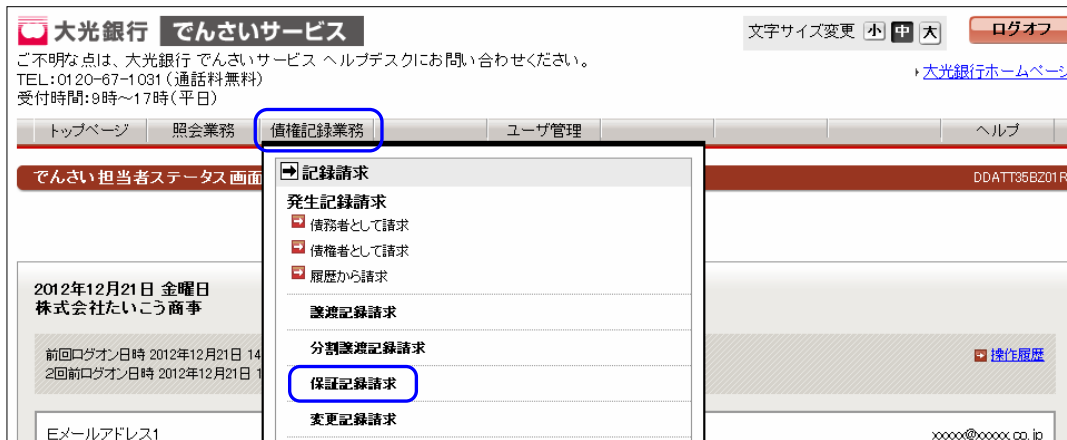 大光銀行 でんさいサービス
文字サイズ変更 小 中 大
ログオフ
ご不明な点は、大光銀行 でんさいサービス ヘルプデスクにお問い合わせください。
TEL:0120-67-1031(通話料無料)
受付時間:9時～17時(平日)
大光銀行ホームページ
トップページ 照会業務 債権記録業務 ユーザ管理 ヘルプ
でんさい担当者ステータス画面
DDATT35BZ01R
記録請求
発生記録請求
債務者として請求
債権者として請求
履歴から請求
譲渡記録請求
分割譲渡記録請求
保証記録請求
変更記録請求
2012年12月21日 金曜日
株式会社たいこう商事
前回ログオン日時 2012年12月21日 14
2回前ログオン日時 2012年12月21日 1
操作履歴
Eメールアドレス1
xxxxx@xxxxx.co.jp